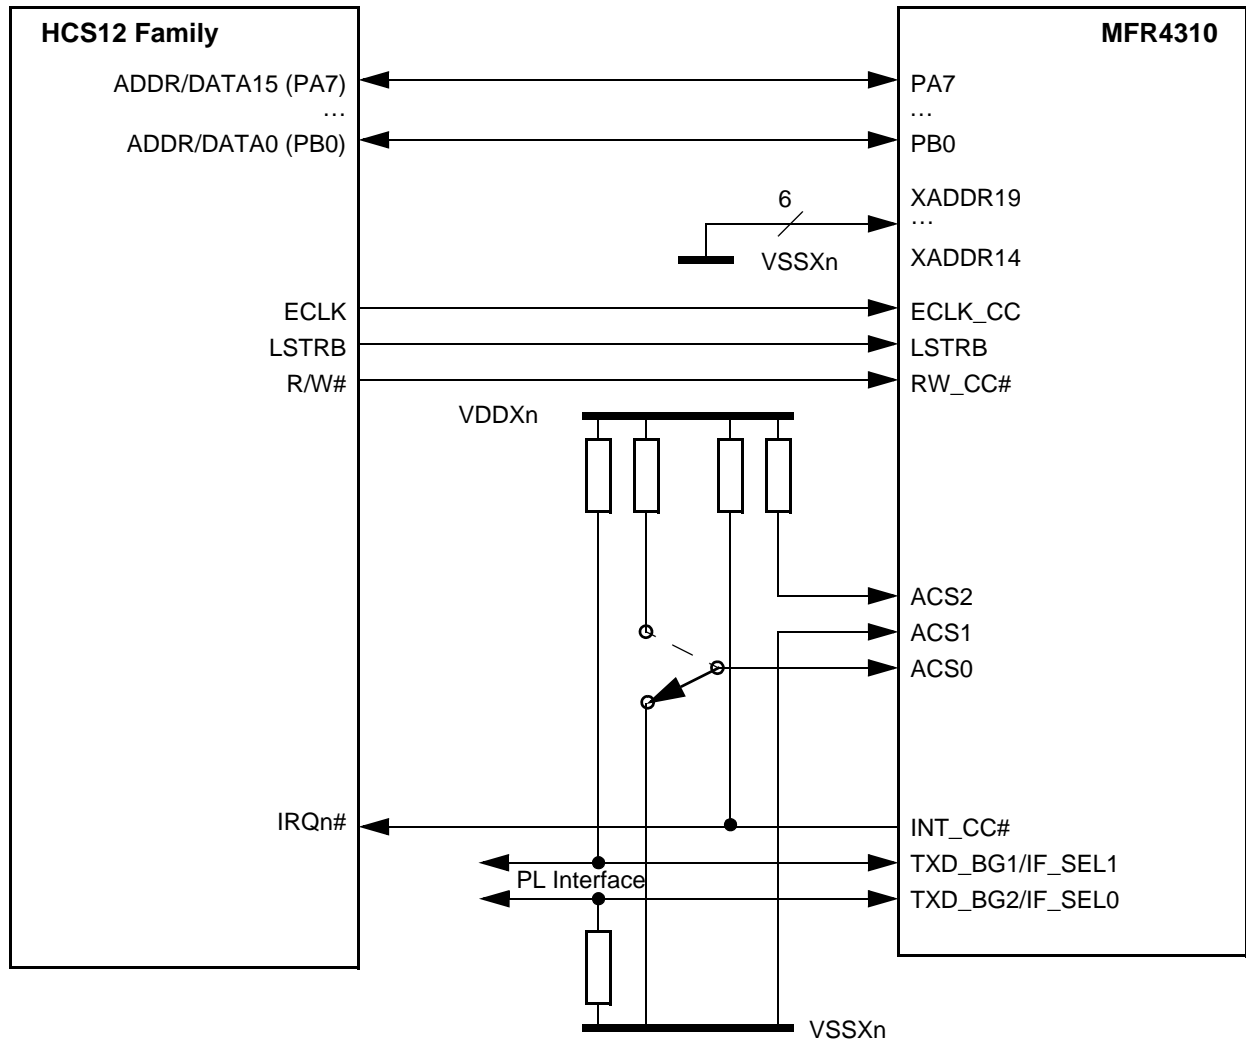 HCS12 Family
MFR4310
ADDR/DATA15 (PA7)
PA7
...
...
ADDR/DATA0 (PB0)
PB0
6
XADDR19
...
VSSXn
XADDR14
ECLK
ECLK_CC
LSTRB
LSTRB
R/W#
RW_CC#
VDDXn
ACS2
ACS1
ACS0
IRQn#
INT_CC#
TXD_BG1/IF_SEL1
PL Interface
TXD_BG2/IF_SEL0
VSSXn